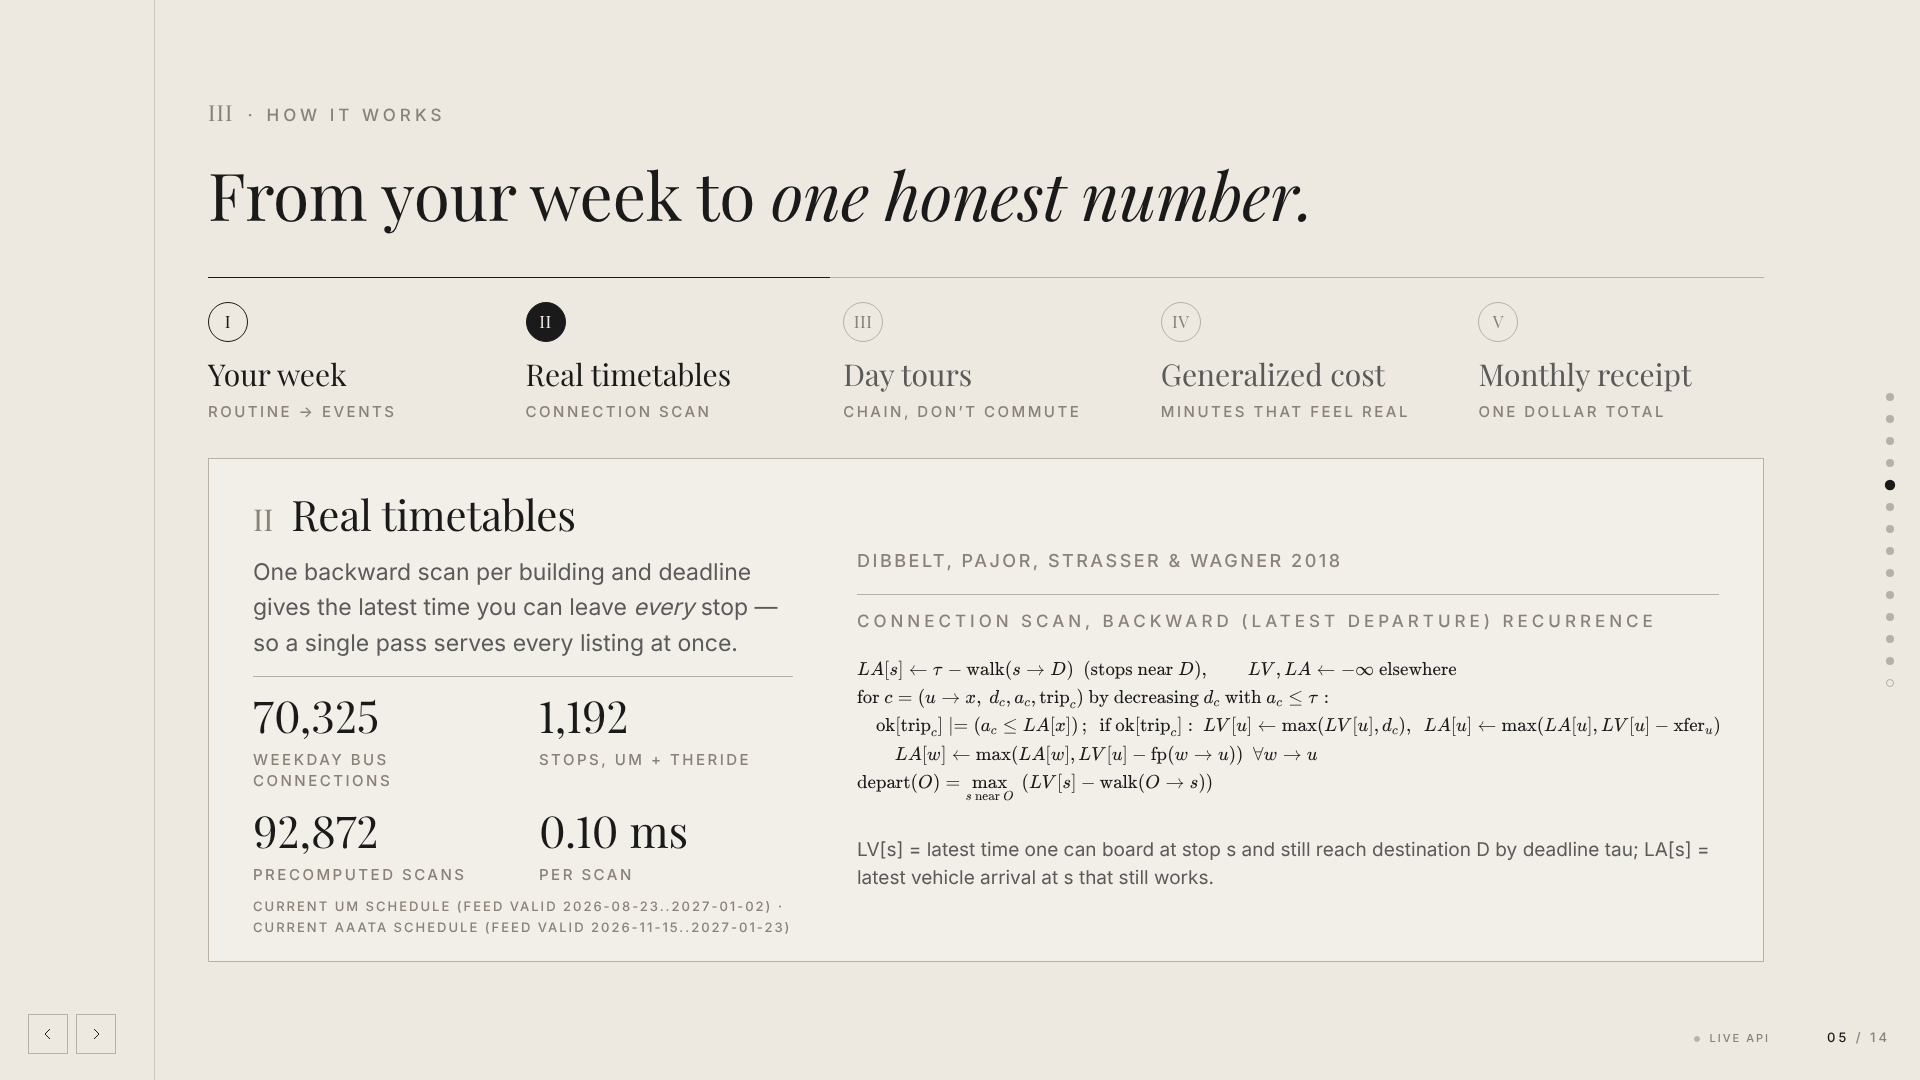 III · HOW IT WORKS
From your week to one honest number.
I
II
III
IV
V
Your week
Real timetables
Day tours
Generalized cost
Monthly receipt
ROUTINE → EVENTS
CONNECTION SCAN
CHAIN, DON’T COMMUTE
MINUTES THAT FEEL REAL
ONE DOLLAR TOTAL
II Real timetables
One backward scan per building and deadline
gives the latest time you can leave every stop —
so a single pass serves every listing at once.
70,325
WEEKDAY BUS
CONNECTIONS
1,192
STOPS, UM + THERIDE
92,872
PRECOMPUTED SCANS
0.10 ms
PER SCAN
CURRENT UM SCHEDULE (FEED VALID 2026-08-23..2027-01-02) ·
CURRENT AAATA SCHEDULE (FEED VALID 2026-11-15..2027-01-23)
DIBBELT, PAJOR, STRASSER & WAGNER 2018
CONNECTION SCAN, BACKWARD (LATEST DEPARTURE) RECURRENCE
LA[s] ← τ − walk(s → D) (stops near D), LV, LA ← −∞ elsewhere
for c = (u → x, d_c, a_c, trip_c) by decreasing d_c with a_c ≤ τ :
ok[trip_c] |= (a_c ≤ LA[x]) ; if ok[trip_c] : LV[u] ← max(LV[u], d_c), LA[u] ← max(LA[u], LV[u] − xfer_u)
LA[w] ← max(LA[w], LV[u] − fp(w → u)) ∀w → u
depart(O) = max (LV[s] − walk(O → s))
s near O
LV[s] = latest time one can board at stop s and still reach destination D by deadline tau; LA[s] =
latest vehicle arrival at s that still works.
LIVE API
05 / 14